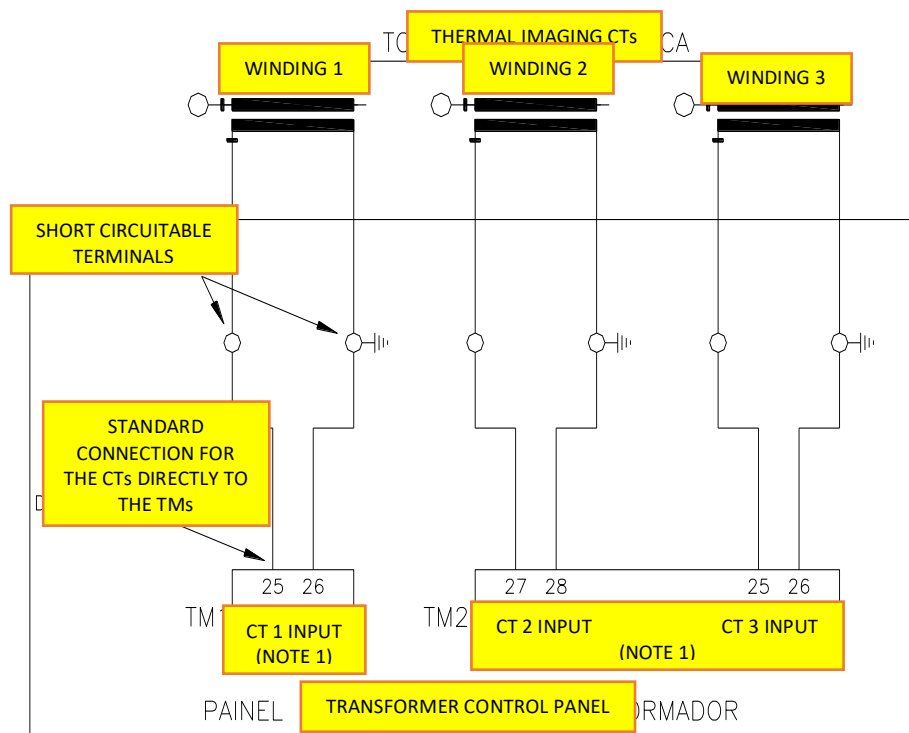 THERMAL IMAGING CTs
WINDING 1
WINDING 2
WINDING 3
SHORT CIRCUITABLE
TERMINALS
STANDARD
CONNECTION FOR
THE CTs DIRECTLY TO
THE TMs
25 26
27 28
25 26
TM1
CT 1 INPUT
(NOTE 1)
TM2
CT 2 INPUT
CT 3 INPUT
(NOTE 1)
PAINEL
TRANSFORMER CONTROL PANEL